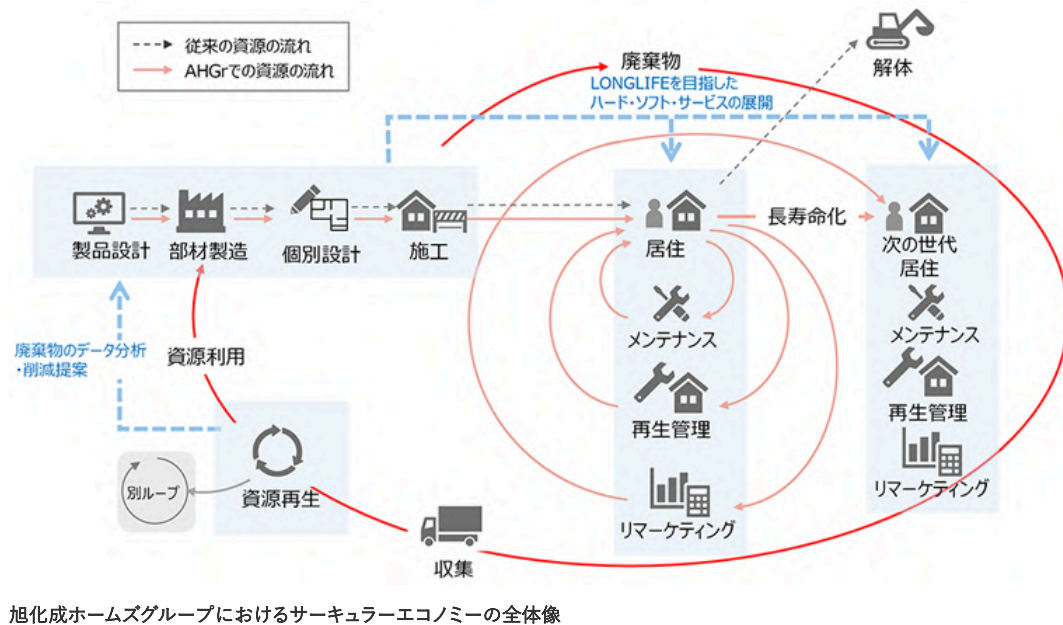 従来の資源の流れ
AHGrでの資源の流れ
廃棄物
LONGLIFEを目指した
ハード・ソフト・サービスの展開
解体
製品設計
部材製造
個別設計
施工
居住
長寿命化
次の世代
居住
メンテナンス
メンテナンス
再生管理
再生管理
リマーケティング
リマーケティング
廃棄物のデータ分析
・削減提案
資源利用
別ループ
資源再生
収集
旭化成ホームズグループにおけるサーキュラーエコノミーの全体像